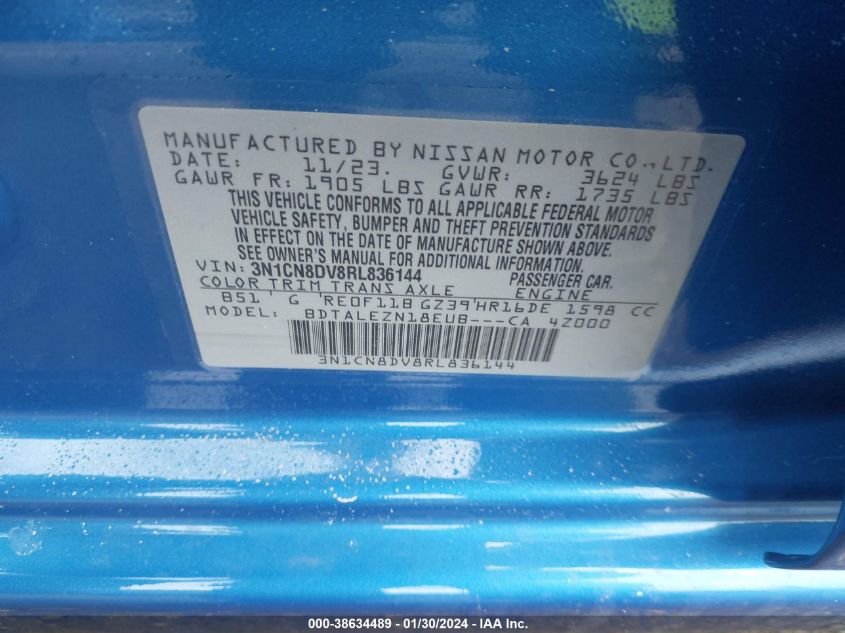 MANUFACTURED BY NISSAN MOTOR CO., LTD.
DATE: 11/23. GVWR: 3624 LBS
GAWR FR: 1905 LBS GAWR RR: 1735 LBS
THIS VEHICLE CONFORMS TO ALL APPLICABLE FEDERAL MOTOR
VEHICLE SAFETY, BUMPER AND THEFT PREVENTION STANDARDS
IN EFFECT ON THE DATE OF MANUFACTURE SHOWN ABOVE.
SEE OWNER'S MANUAL FOR ADDITIONAL INFORMATION.
VIN: 3N1CN8DV8RL836144 PASSENGER CAR.
COLOR TRIM TRANS AXLE ENGINE
B51 G RE0F11B GZ39 HR16DE 1598 CC
MODEL: BDTALEZN18EUB---CA 4Z000
3N1CN8DV8RL836144
000-38634489 - 01/30/2024 - IAA Inc.